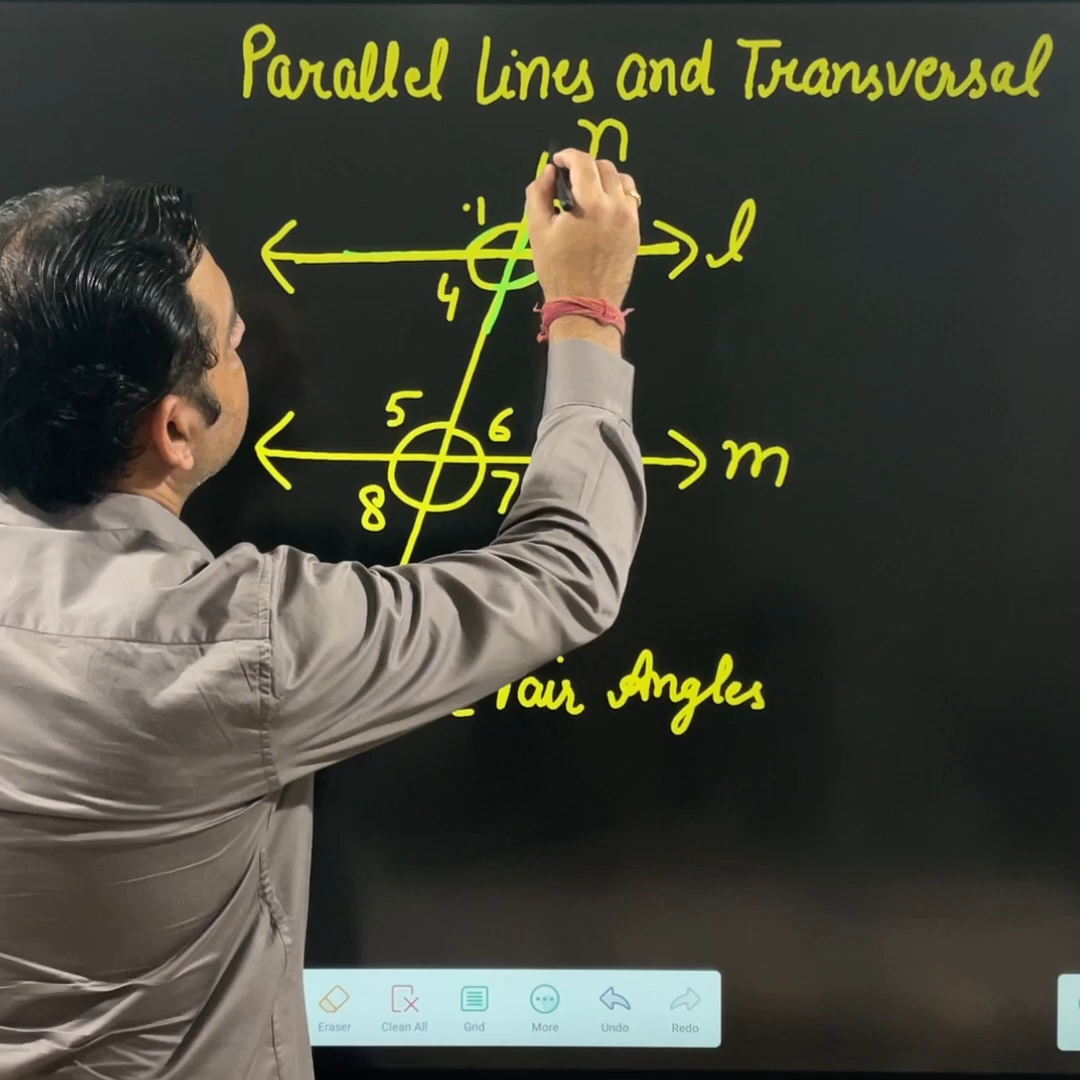 Parallel Lines and Transversal
n
1
l
4
5 6
m
8 7
Pair Angles
Eraser Clean All Grid More Undo Redo